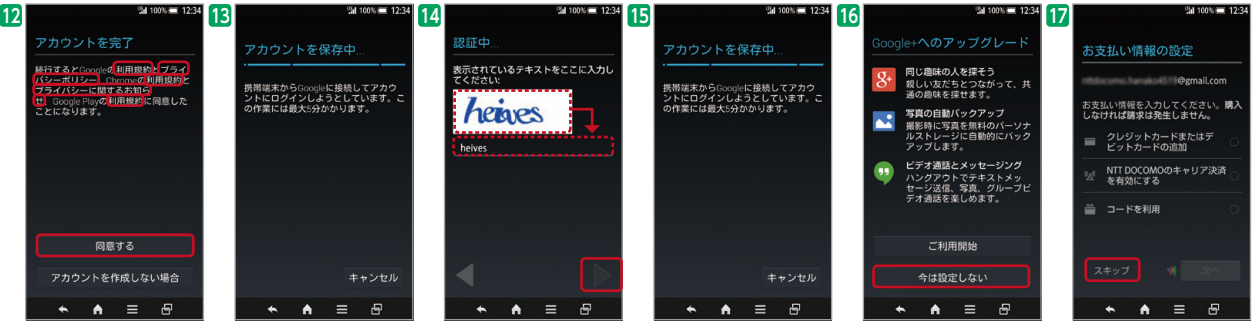 12
100% 12:34
アカウントを完了
続行するとGoogleの利用規約とプライ
バシーポリシー、Chromeの利用規約と
プライバシーに関するお知ら
せ、Google Playの利用規約に同意した
ことになります。
同意する
アカウントを作成しない場合
13
100% 12:34
アカウントを保存中...
携帯端末からGoogleに接続してアカウ
ントにログインしようとしています。こ
の作業には最大5分かかります。
キャンセル
14
100% 12:34
認証中...
表示されているテキストをここに入力し
てください:
heives
heives
15
100% 12:34
アカウントを保存中...
携帯端末からGoogleに接続してアカウ
ントにログインしようとしています。こ
の作業には最大5分かかります。
キャンセル
16
100% 12:34
Google+へのアップグレード
g+
同じ趣味の人を探そう
親しい友だちとつながって、共
通の趣味を探せます。
写真の自動バックアップ
撮影時に写真を無料のパーソナ
ルストレージに自動的にバック
アップします。
ビデオ通話とメッセージング
ハングアウトでテキストメッ
セージ送信、写真、グループビ
デオ通話を楽しめます。
ご利用開始
今は設定しない
17
100% 12:34
お支払い情報の設定
@gmail.com
お支払い情報を入力してください。購入
しなければ請求は発生しません。
クレジットカードまたはデ
ビットカードの追加
NTT DOCOMOのキャリア決済
を有効にする
コードを利用
スキップ
次へ